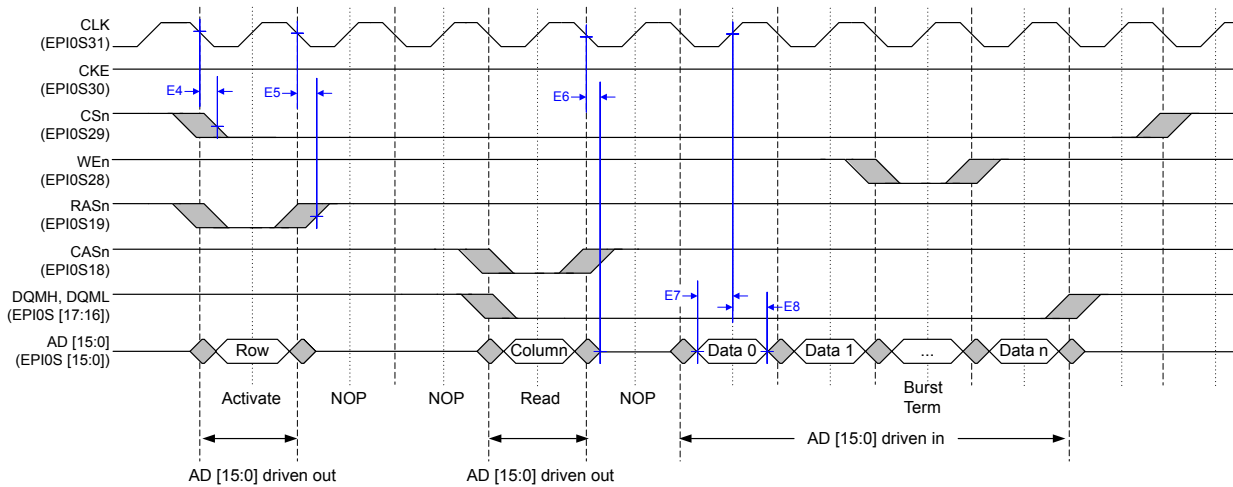 CLK
(EPI0S31)
CKE
(EPI0S30)
E4
E5
E6
CSn
(EPI0S29)
WEn
(EPI0S28)
RASn
(EPI0S19)
CASn
(EPI0S18)
DQMH, DQML
(EPI0S [17:16])
E7
E8
AD [15:0]
(EPI0S [15:0])
Row
Column
Data 0
Data 1
...
Data n
Activate
NOP
NOP
Read
NOP
Burst
Term
AD [15:0] driven in
AD [15:0] driven out
AD [15:0] driven out